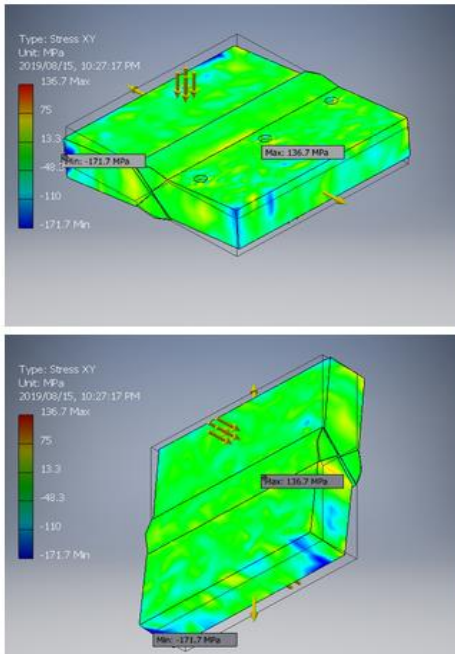 Type: Stress XY
Unit: MPa
2019/08/15, 10:27:17 PM
136.7 Max
75
13.3
-48.3
-110
-171.7 Min
Min: -171.7 MPa
Max: 136.7 MPa
Type: Stress XY
Unit: MPa
2019/08/15, 10:27:17 PM
136.7 Max
75
13.3
-48.3
-110
-171.7 Min
Max: 136.7 MPa
Min: -171.7 MPa